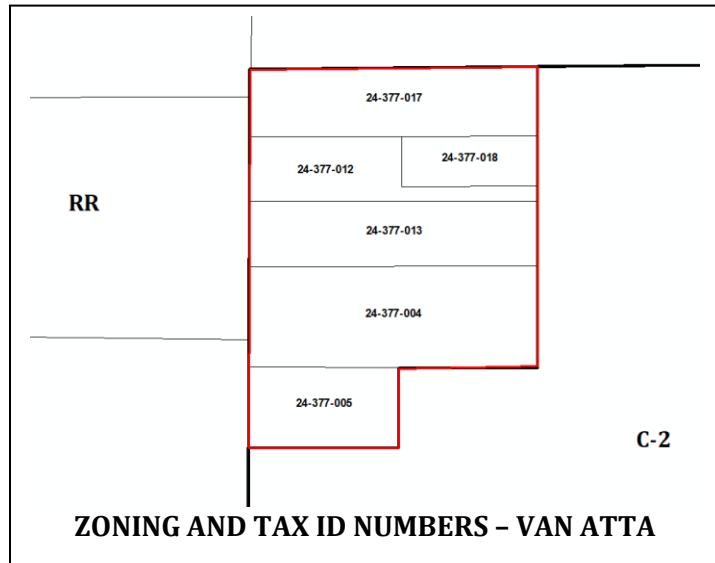 24-377-017
24-377-018
24-377-012
RR
24-377-013
24-377-004
24-377-005
C-2
ZONING AND TAX ID NUMBERS – VAN ATTA